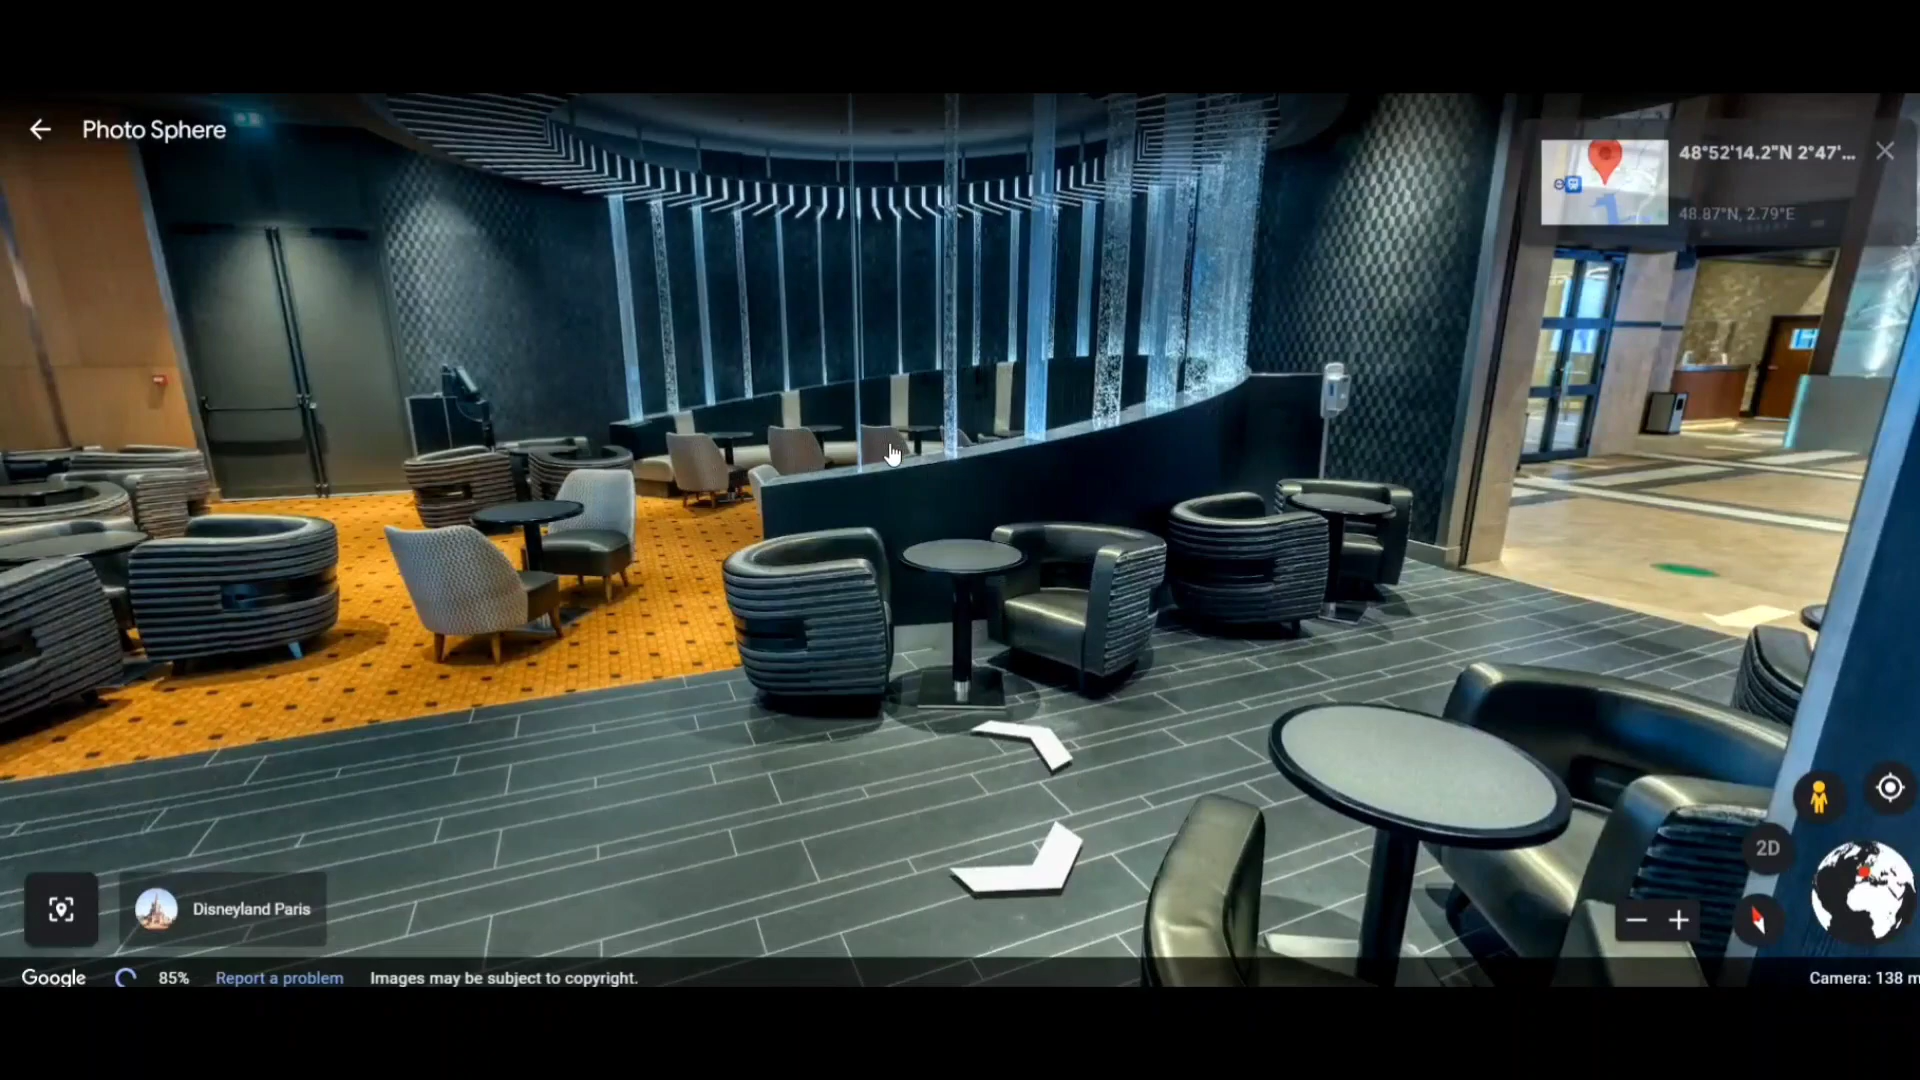 Photo Sphere
48°52'14.2"N 2°47'...
48.87°N, 2.79°E
2D
Disneyland Paris
Google
85%
Report a problem
Images may be subject to copyright.
Camera: 138 m